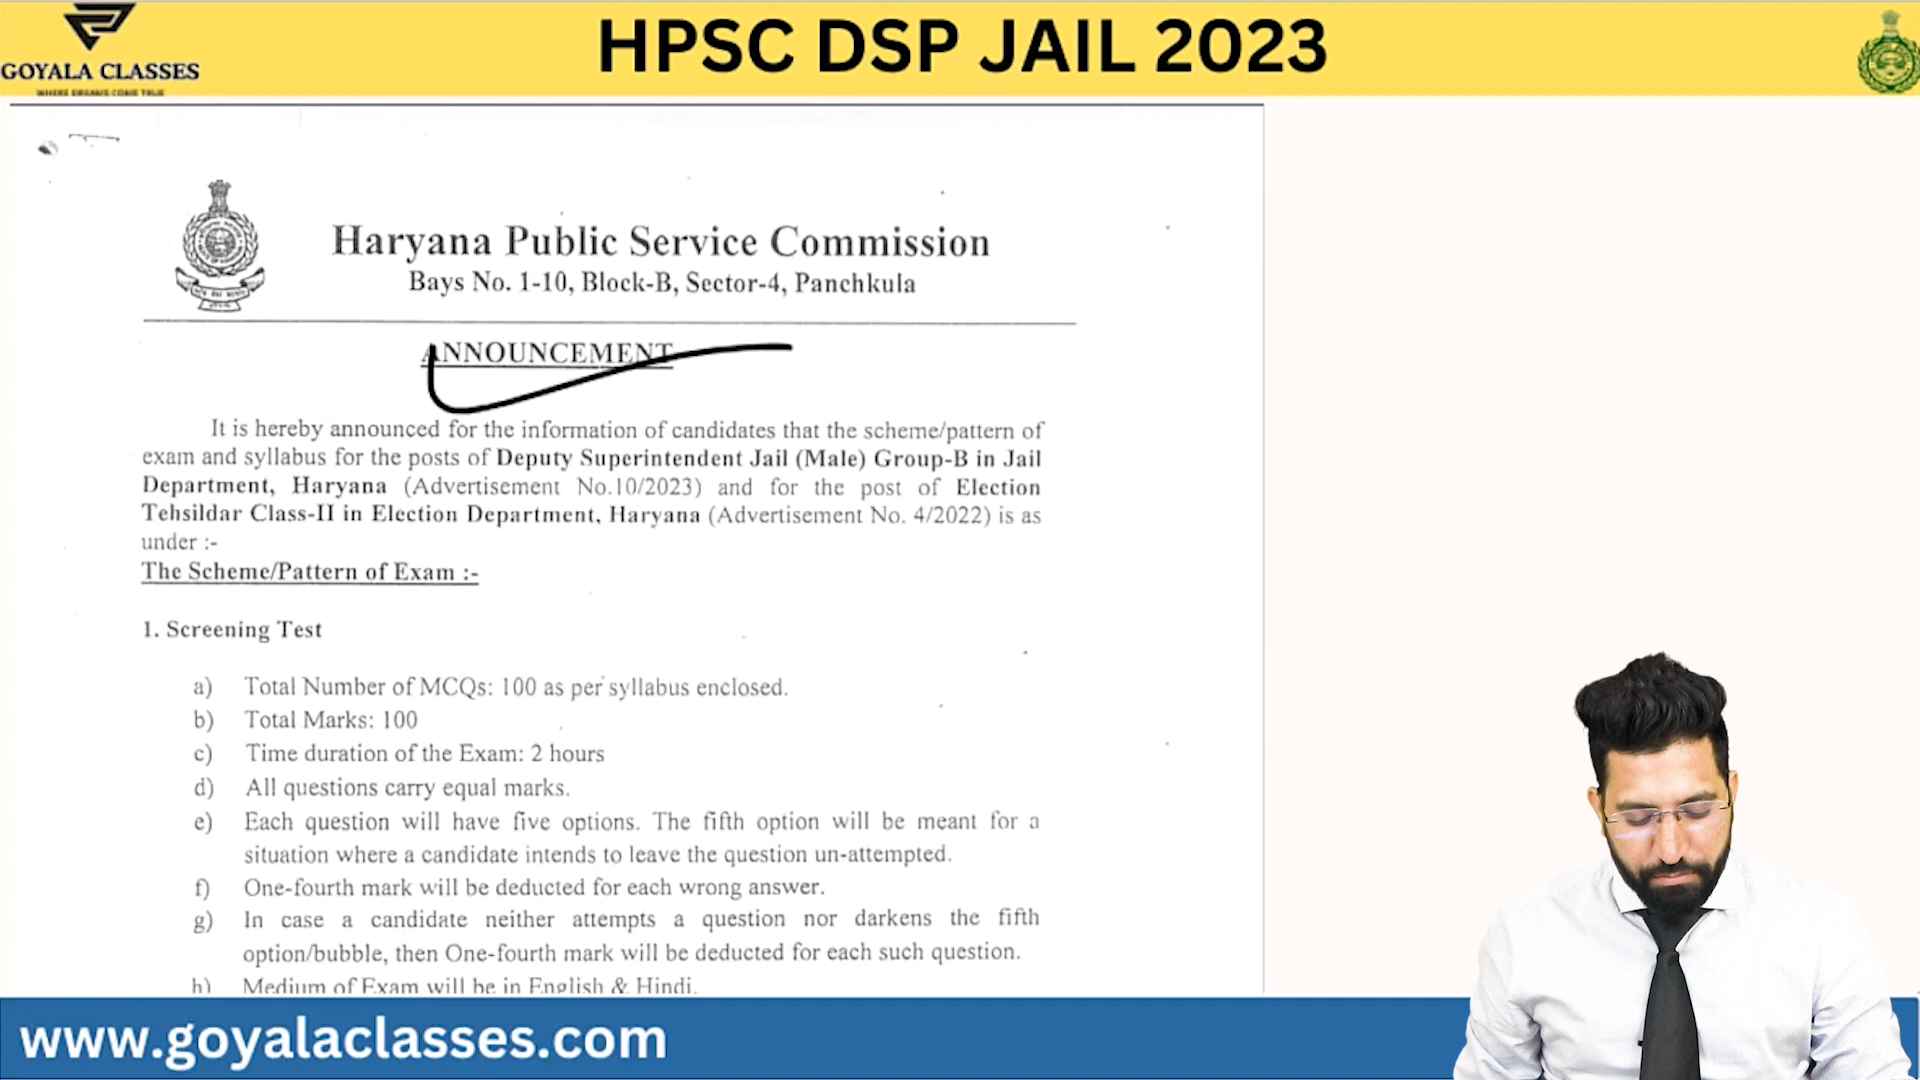 GOYALA CLASSES
WHERE DREAMS COME TRUE
HPSC DSP JAIL 2023
Haryana Public Service Commission
Bays No. 1-10, Block-B, Sector-4, Panchkula
ANNOUNCEMENT
It is hereby announced for the information of candidates that the scheme/pattern of
exam and syllabus for the posts of Deputy Superintendent Jail (Male) Group-B in Jail
Department, Haryana (Advertisement No.10/2023) and for the post of Election
Tehsildar Class-II in Election Department, Haryana (Advertisement No. 4/2022) is as
under :-
The Scheme/Pattern of Exam :-
1. Screening Test
a) Total Number of MCQs: 100 as per syllabus enclosed.
b) Total Marks: 100
c) Time duration of the Exam: 2 hours
d) All questions carry equal marks.
e) Each question will have five options. The fifth option will be meant for a
situation where a candidate intends to leave the question un-attempted.
f) One-fourth mark will be deducted for each wrong answer.
g) In case a candidate neither attempts a question nor darkens the fifth
option/bubble, then One-fourth mark will be deducted for each such question.
h) Medium of Exam will be in English & Hindi.
www.goyalaclasses.com